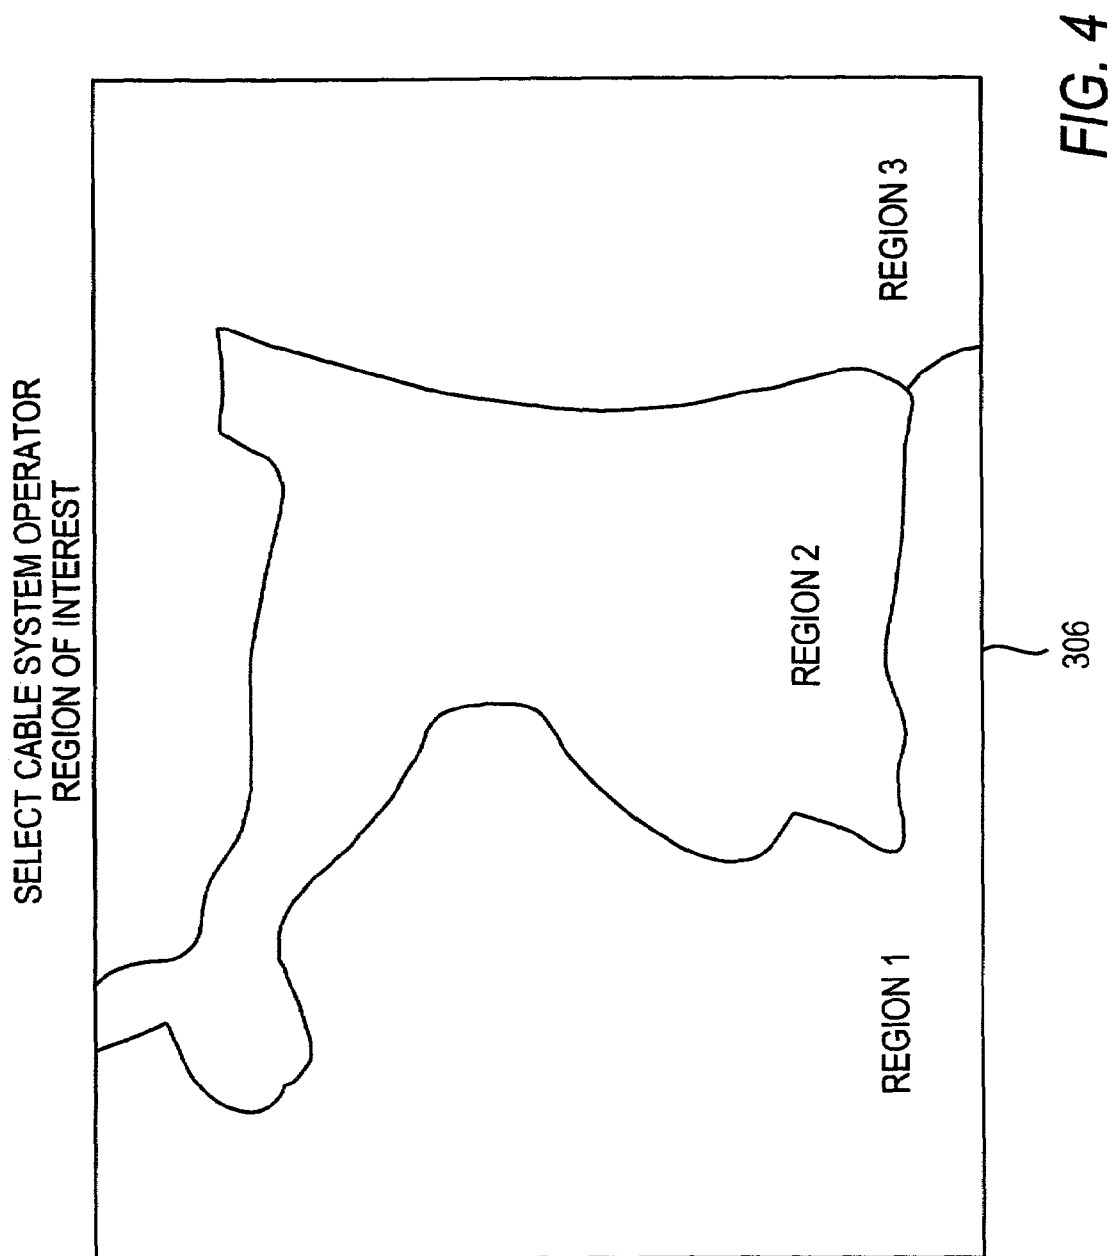 SELECT CABLE SYSTEM OPERATOR
REGION OF INTEREST
REGION 1
REGION 2
REGION 3
306
FIG. 4